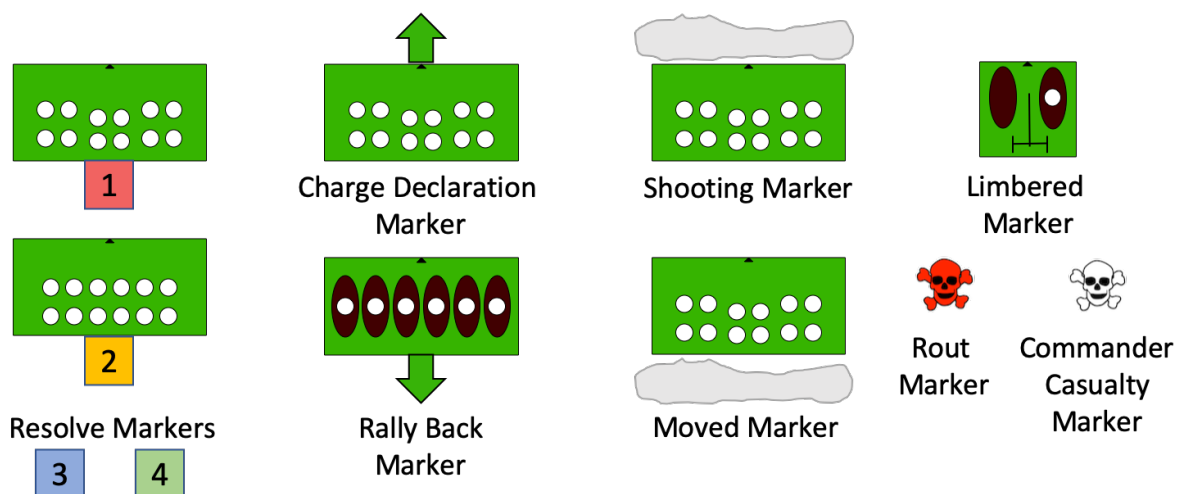 1
Charge Declaration
Marker
Shooting Marker
Limbered
Marker
2
Resolve Markers
3
4
Rally Back
Marker
Moved Marker
Rout
Marker
Commander
Casualty
Marker